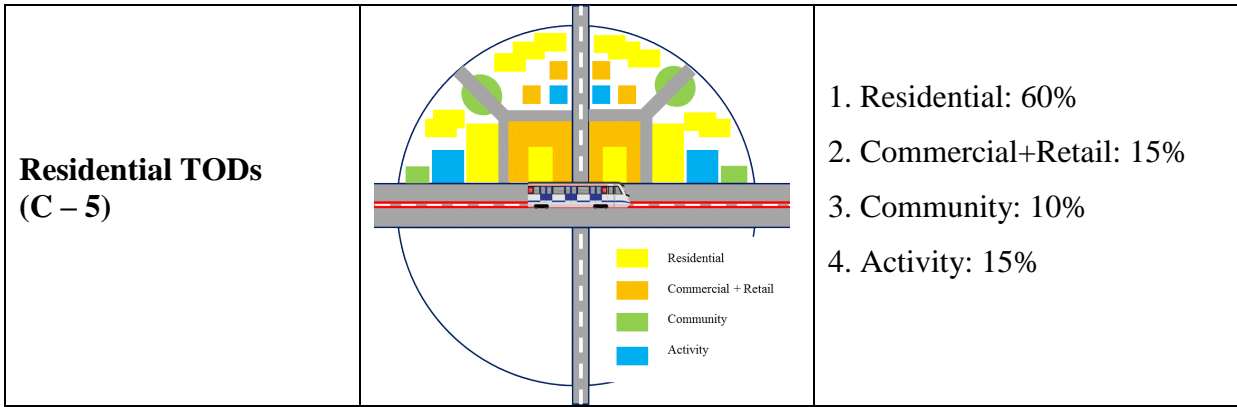 Residential TODs
(C – 5)
Residential
Commercial + Retail
Community
Activity
1. Residential: 60%
2. Commercial+Retail: 15%
3. Community: 10%
4. Activity: 15%